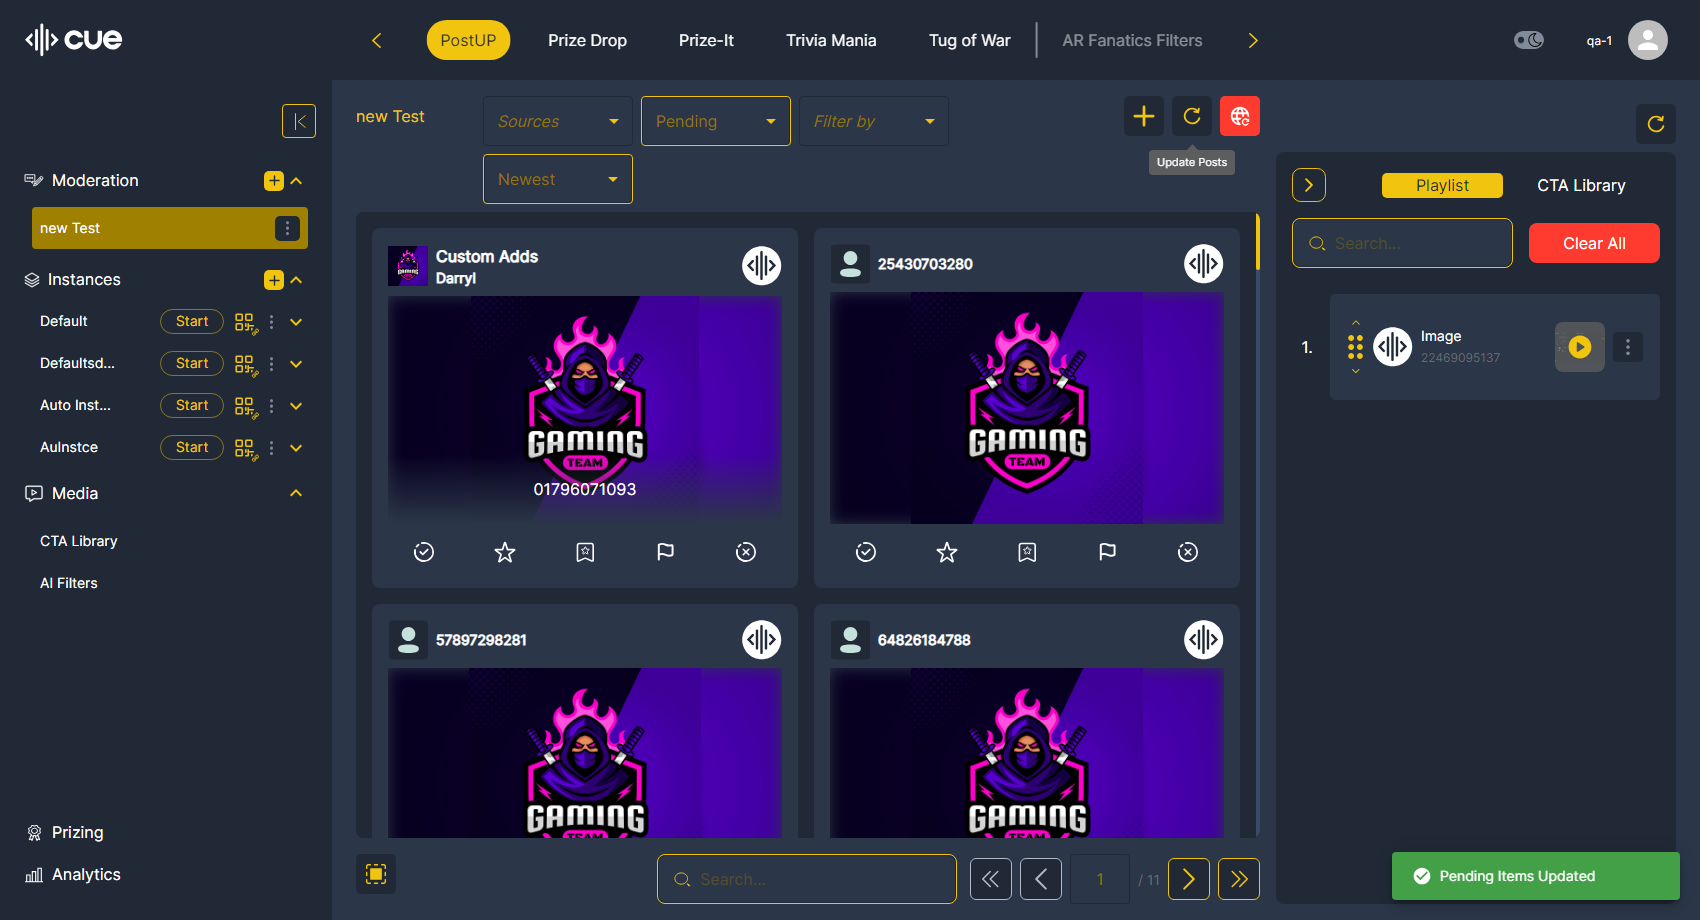 cue
PostUP
Prize Drop
Prize-It
Trivia Mania
Tug of War
AR Fanatics Filters
qa-1
Moderation
new Test
Instances
Default
Start
Defaultsd...
Start
Auto Inst...
Start
AuInstce
Start
Media
CTA Library
AI Filters
Prizing
Analytics
new Test
Sources
Pending
Filter by
Newest
Update Posts
Custom Adds
Darryl
GAMING
TEAM
01796071093
25430703280
GAMING
TEAM
57897298281
GAMING
TEAM
64826184788
GAMING
TEAM
Search...
1
/ 11
Playlist
CTA Library
Search...
Clear All
1.
Image
22469095137
Pending Items Updated